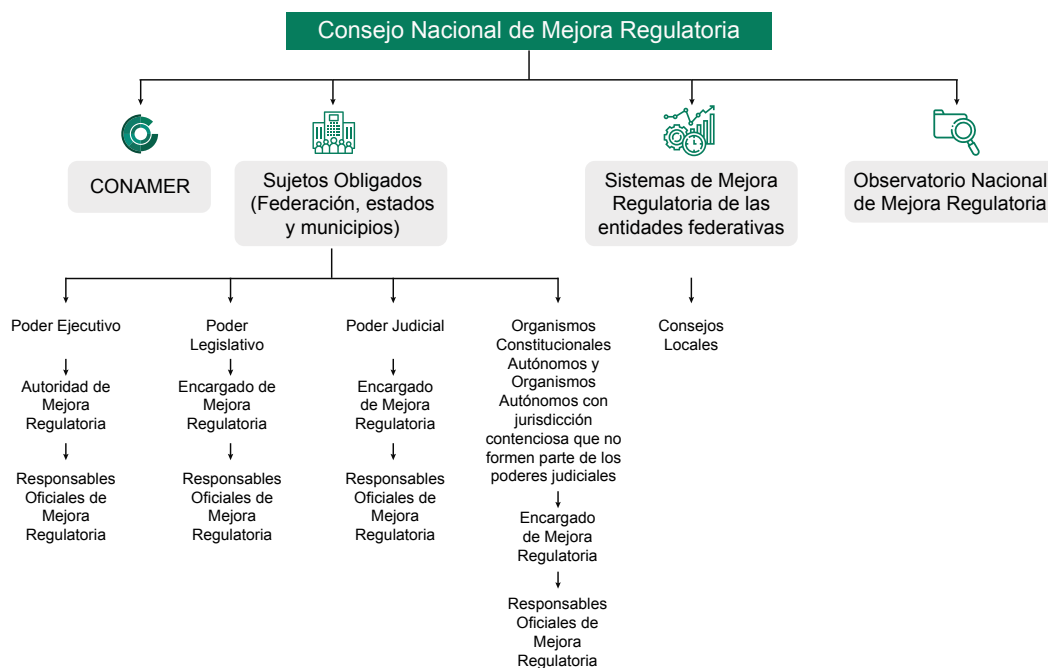 Consejo Nacional de Mejora Regulatoria
CONAMER
Sujetos Obligados
(Federación, estados
y municipios)
Sistemas de Mejora
Regulatoria de las
entidades federativas
Observatorio Nacional
de Mejora Regulatoria
Poder Ejecutivo
Autoridad de
Mejora
Regulatoria
Responsables
Oficiales de
Mejora
Regulatoria
Poder
Legislativo
Encargado de
Mejora
Regulatoria
Responsables
Oficiales de
Mejora
Regulatoria
Poder Judicial
Encargado
de Mejora
Regulatoria
Responsables
Oficiales de
Mejora
Regulatoria
Organismos
Constitucionales
Autónomos y
Organismos
Autónomos con
jurisdicción
contenciosa que no
formen parte de los
poderes judiciales
Encargado
de Mejora
Regulatoria
Responsables
Oficiales de
Mejora
Regulatoria
Consejos
Locales